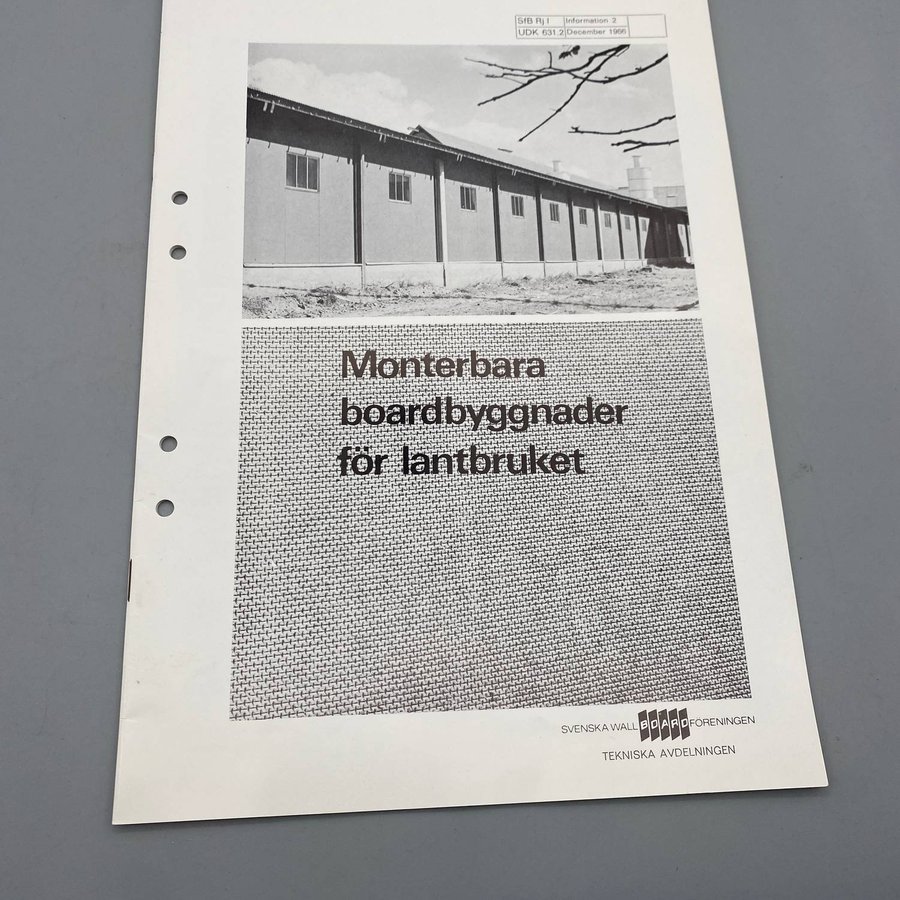 SfB Rj l Information 2
UDK 631.2 December 1966
Monterbara
boardbyggnader
för lantbruket
SVENSKA WALLBOARDFÖRENINGEN
TEKNISKA AVDELNINGEN